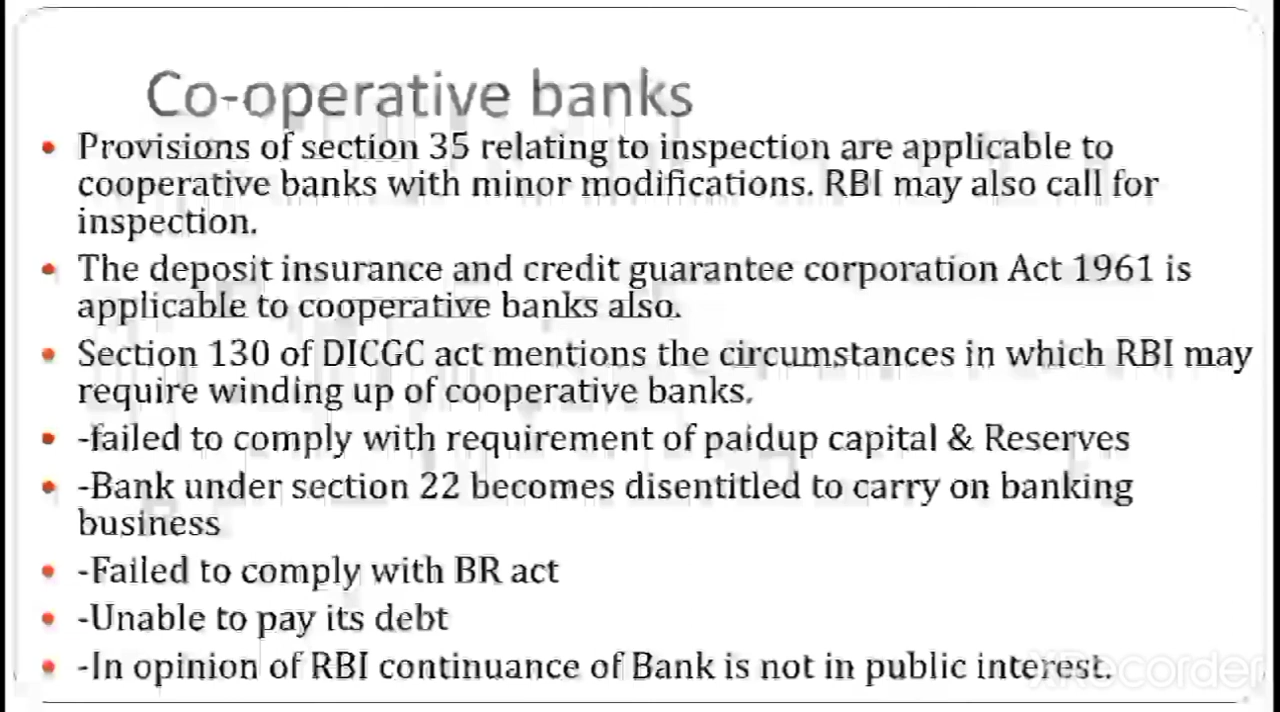 Co-operative banks
• Provisions of section 35 relating to inspection are applicable to
cooperative banks with minor modifications. RBI may also call for
inspection.
• The deposit insurance and credit guarantee corporation Act 1961 is
applicable to cooperative banks also.
• Section 130 of DICGC act mentions the circumstances in which RBI may
require winding up of cooperative banks.
• -failed to comply with requirement of paidup capital & Reserves
• -Bank under section 22 becomes disentitled to carry on banking
business
• -Failed to comply with BR act
• -Unable to pay its debt
• -In opinion of RBI continuance of Bank is not in public interest.
XRecorder